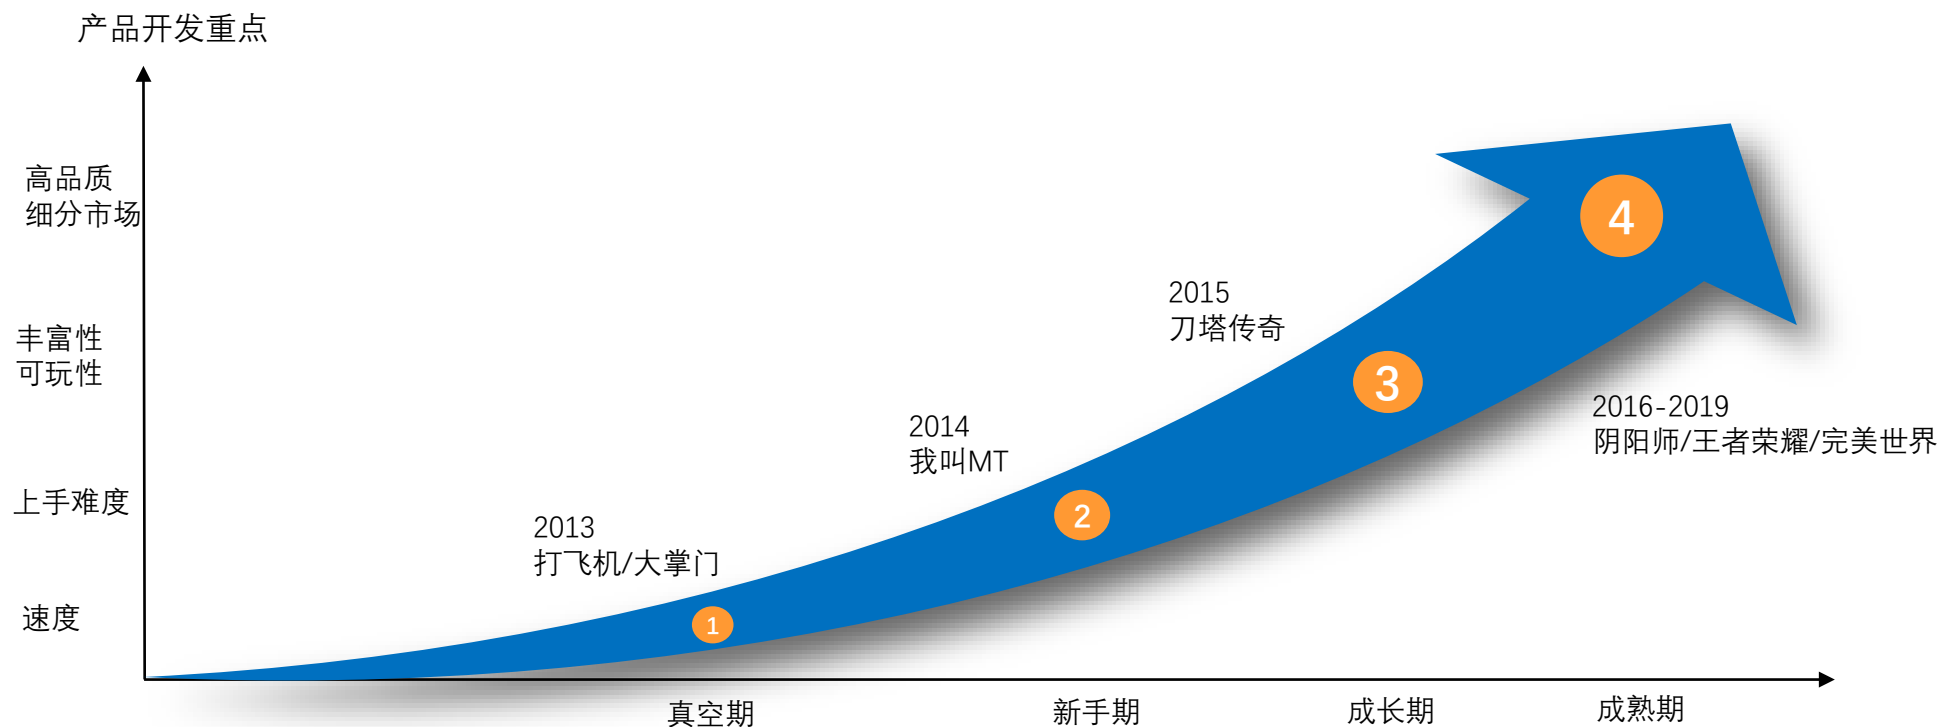 产品开发重点
高品质
细分市场
丰富性
可玩性
上手难度
速度
2013
打飞机/大掌门
2014
我叫MT
2015
刀塔传奇
2016-2019
阴阳师/王者荣耀/完美世界
1
2
3
4
真空期
新手期
成长期
成熟期